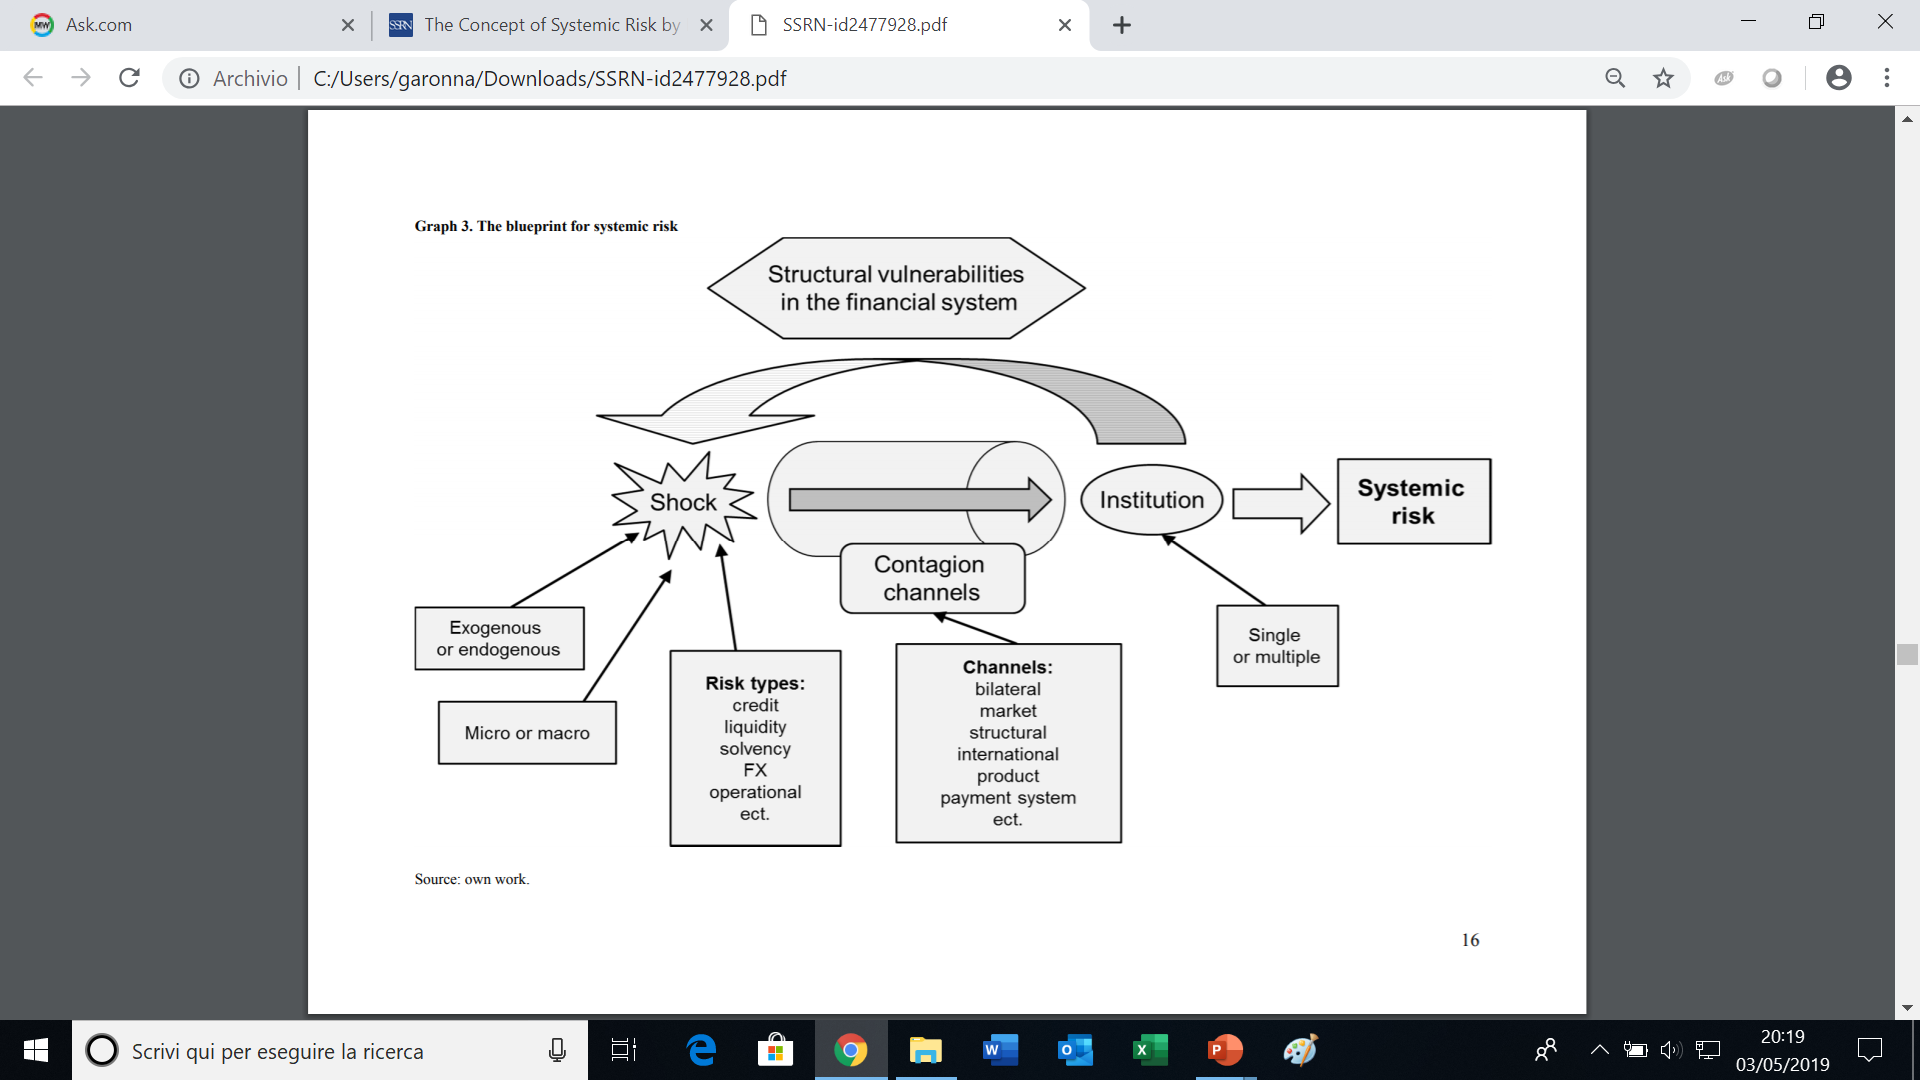 Ask.com
SSRN
The Concept of Systemic Risk by
SSRN-id2477928.pdf
Archivio
C:/Users/garonna/Downloads/SSRN-id2477928.pdf
Graph 3. The blueprint for systemic risk
Structural vulnerabilities
in the financial system
Shock
Institution
Systemic
risk
Contagion
channels
Exogenous
or endogenous
Micro or macro
Risk types:
credit
liquidity
solvency
FX
operational
ect.
Channels:
bilateral
market
structural
international
product
payment system
ect.
Single
or multiple
Source: own work.
16
Scrivi qui per eseguire la ricerca
20:19
03/05/2019